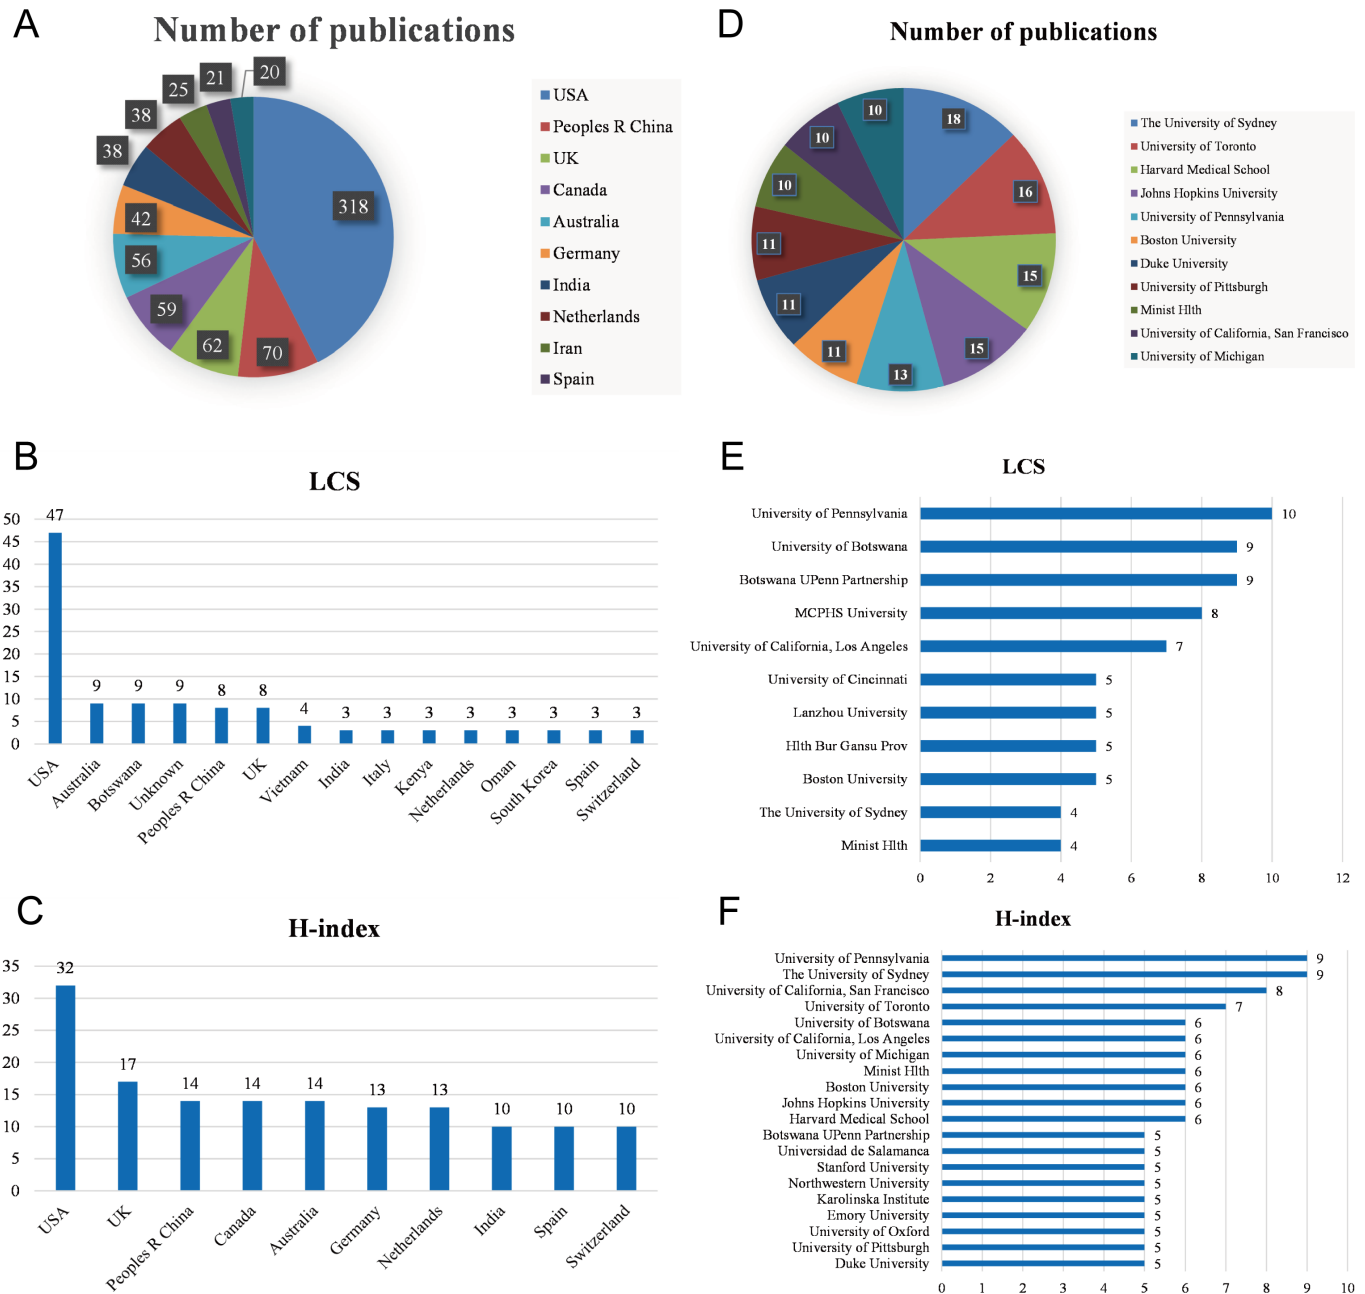 A
Number of publications
318
70
62
59
56
42
38
38
25
21
20
USA
Peoples R China
UK
Canada
Australia
Germany
India
Netherlands
Iran
Spain
B
LCS
50
45
40
35
30
25
20
15
10
5
0
47
9
9
9
8
8
4
3
3
3
3
3
3
3
3
USA
Australia
Botswana
Unknown
Peoples R China
UK
Vietnam
India
Italy
Kenya
Netherlands
Oman
South Korea
Spain
Switzerland
C
H-index
35
30
25
20
15
10
5
0
32
17
14
14
14
13
13
10
10
10
USA
UK
Peoples R China
Canada
Australia
Germany
Netherlands
India
Spain
Switzerland
D
Number of publications
18
16
15
15
13
11
11
11
10
10
10
The University of Sydney
University of Toronto
Harvard Medical School
Johns Hopkins University
University of Pennsylvania
Boston University
Duke University
University of Pittsburgh
Minist Hlth
University of California, San Francisco
University of Michigan
E
LCS
University of Pennsylvania 10
University of Botswana 9
Botswana UPenn Partnership 9
MCPHS University 8
University of California, Los Angeles 7
University of Cincinnati 5
Lanzhou University 5
Hlth Bur Gansu Prov 5
Boston University 5
The University of Sydney 4
Minist Hlth 4
0 2 4 6 8 10 12
F
H-index
University of Pennsylvania 9
The University of Sydney 9
University of California, San Francisco 8
University of Toronto 7
University of Botswana 6
University of California, Los Angeles 6
University of Michigan 6
Minist Hlth 6
Boston University 6
Johns Hopkins University 6
Harvard Medical School 6
Botswana UPenn Partnership 5
Universidad de Salamanca 5
Stanford University 5
Northwestern University 5
Karolinska Institute 5
Emory University 5
University of Oxford 5
University of Pittsburgh 5
Duke University 5
0 1 2 3 4 5 6 7 8 9 10